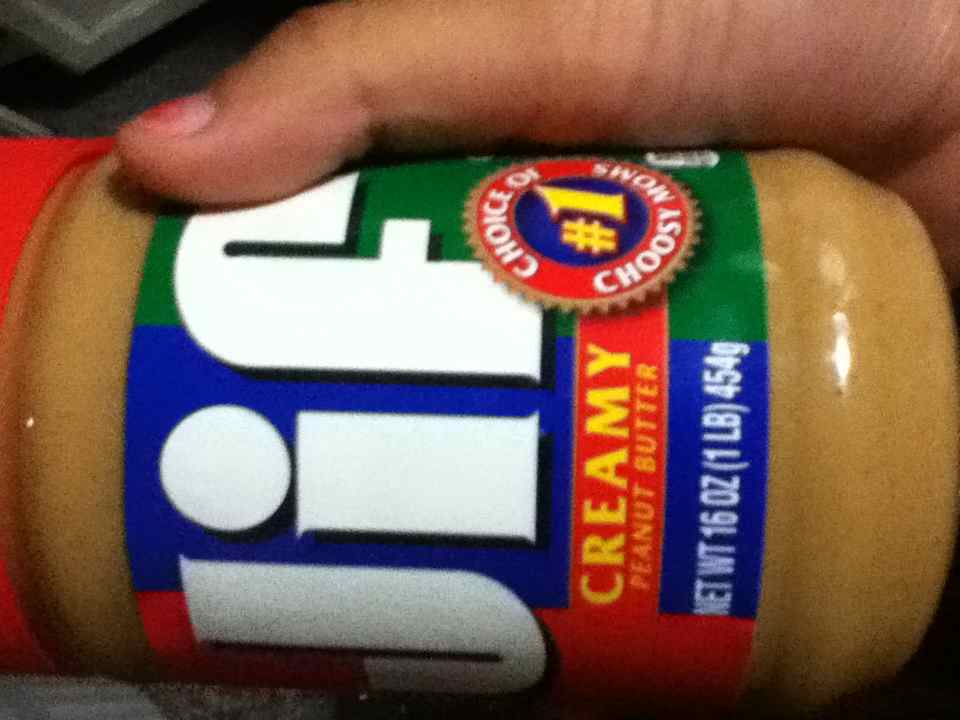 Jif
CREAMY
PEANUT BUTTER
CHOICE OF
#1
CHOOSY MOMS
NET WT 16 OZ (1 LB) 454g